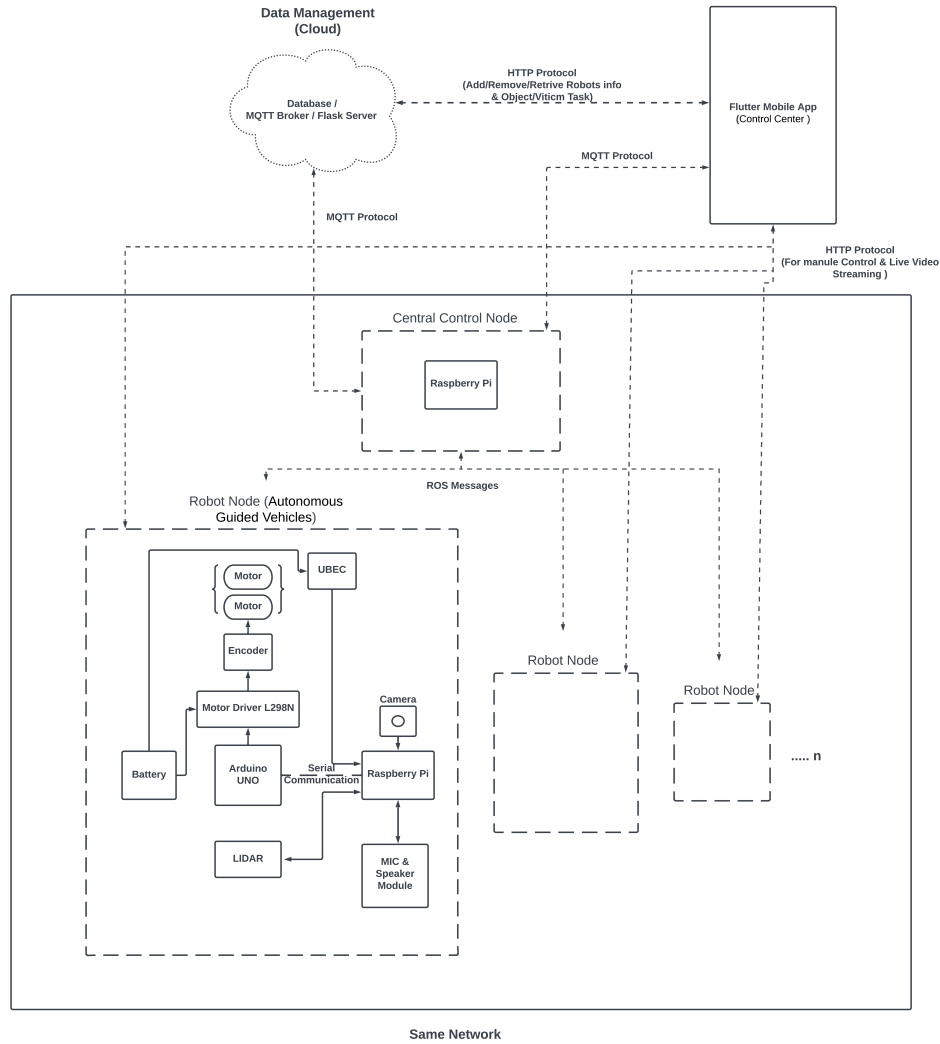 Data Management
(Cloud)
HTTP Protocol
(Add/Remove/Retrive Robots info
& Object/Viticm Task)
Database /
MQTT Broker / Flask Server
Flutter Mobile App
(Control Center )
MQTT Protocol
MQTT Protocol
HTTP Protocol
(For manule Control & Live Video
Streaming )
Central Control Node
Raspberry Pi
ROS Messages
Robot Node (Autonomous
Guided Vehicles)
UBEC
Motor
Motor
Encoder
Robot Node
Robot Node
Camera
Motor Driver L298N
Battery
Arduino
UNO
Serial
Communication
Raspberry Pi
..... n
LIDAR
MIC &
Speaker
Module
Same Network